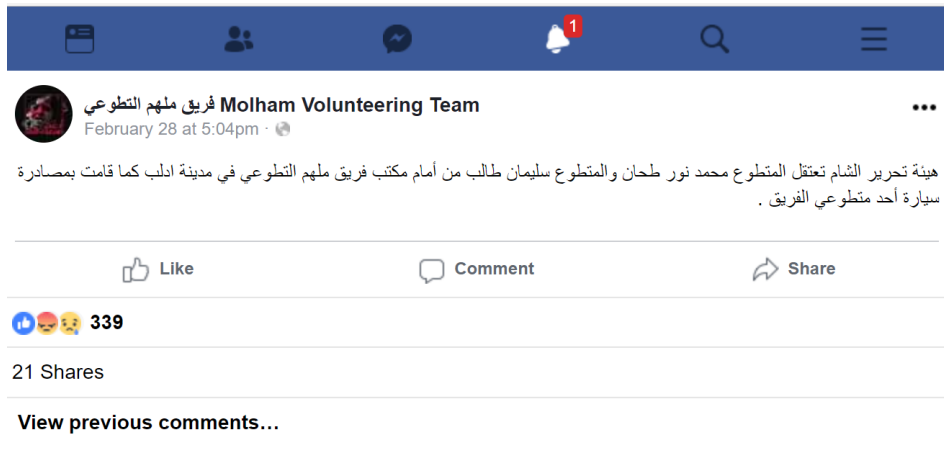 1
فريق ملهم التطوعي Molham Volunteering Team
February 28 at 5:04pm ·
هيئة تحرير الشام تعتقل المتطوع محمد نور طحان والمتطوع سليمان طالب من أمام مكتب فريق ملهم التطوعي في مدينة ادلب كما قامت بمصادرة
سيارة أحد متطوعي الفريق .
Like Comment Share
339
21 Shares
View previous comments...